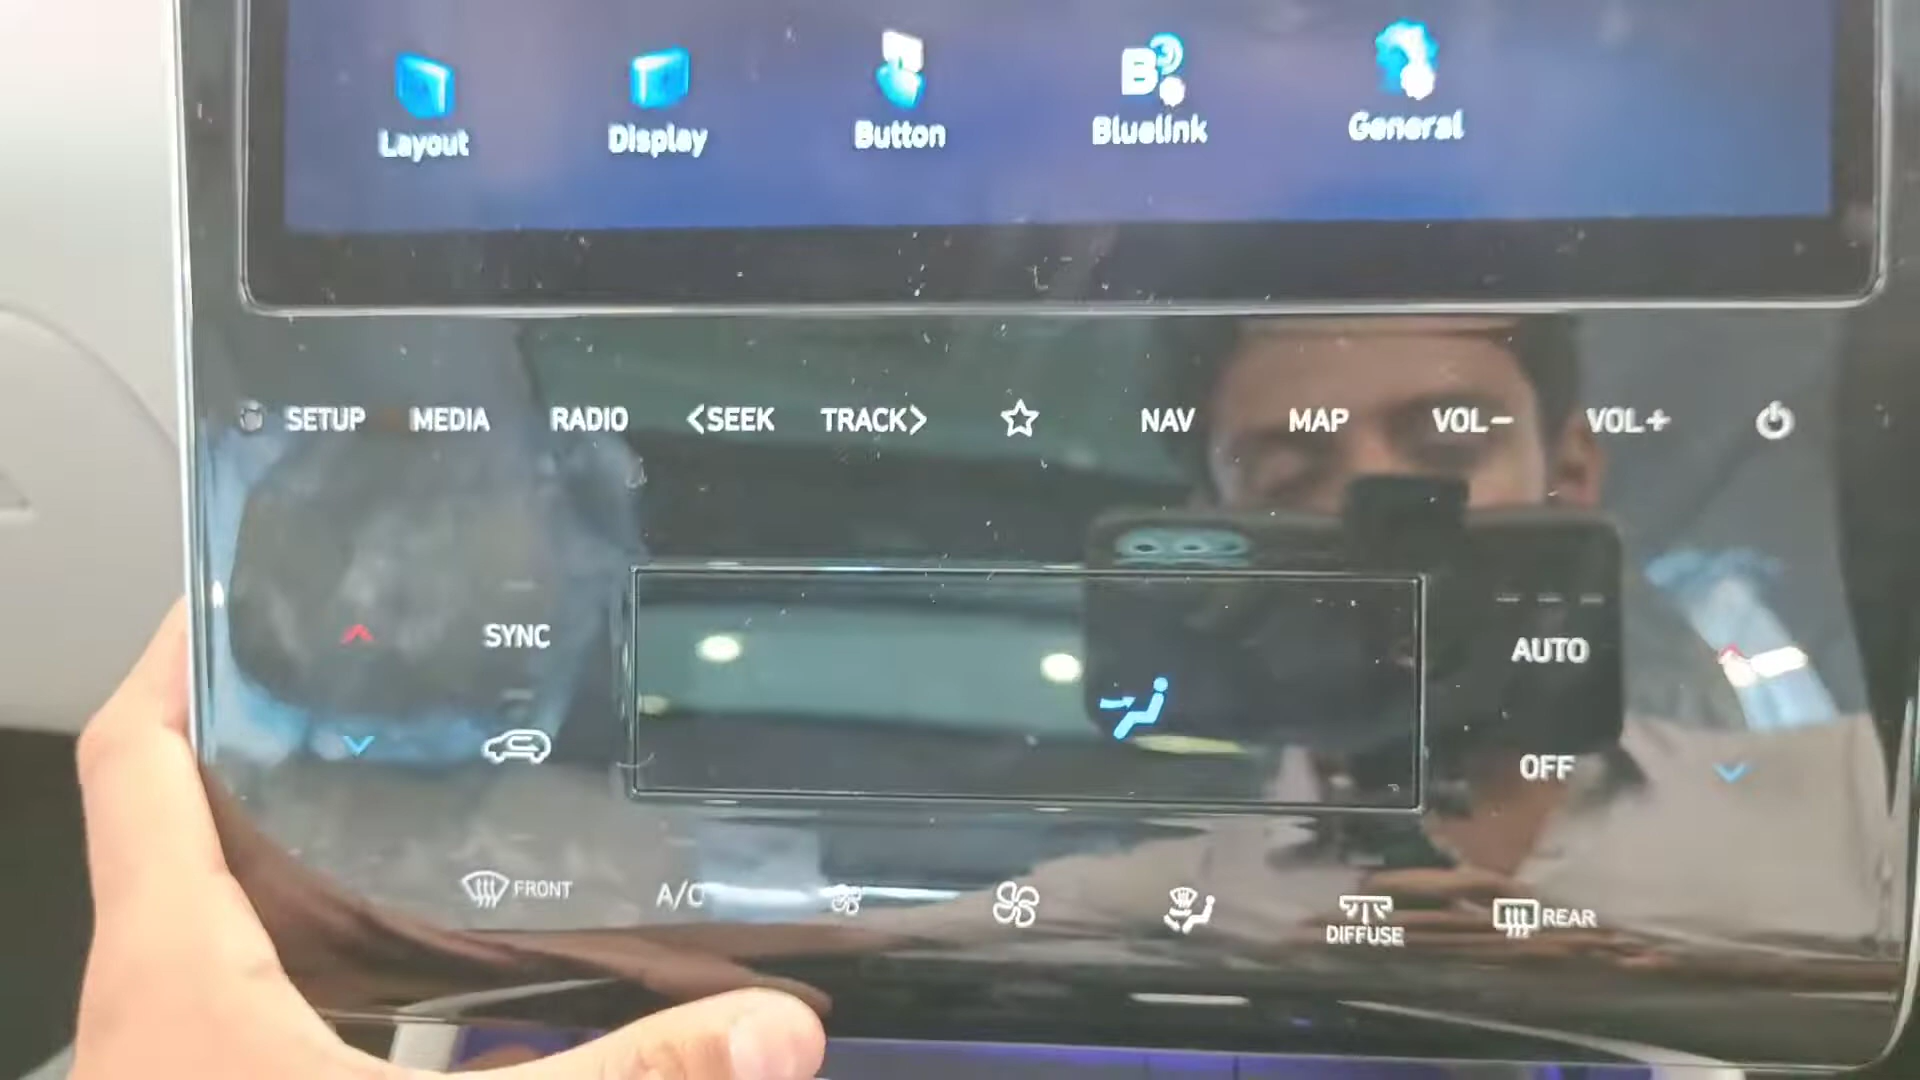 Layout Display Button Bluelink General
SETUP MEDIA RADIO <SEEK TRACK> NAV MAP VOL- VOL+
SYNC
AUTO
OFF
FRONT A/C DIFFUSE REAR